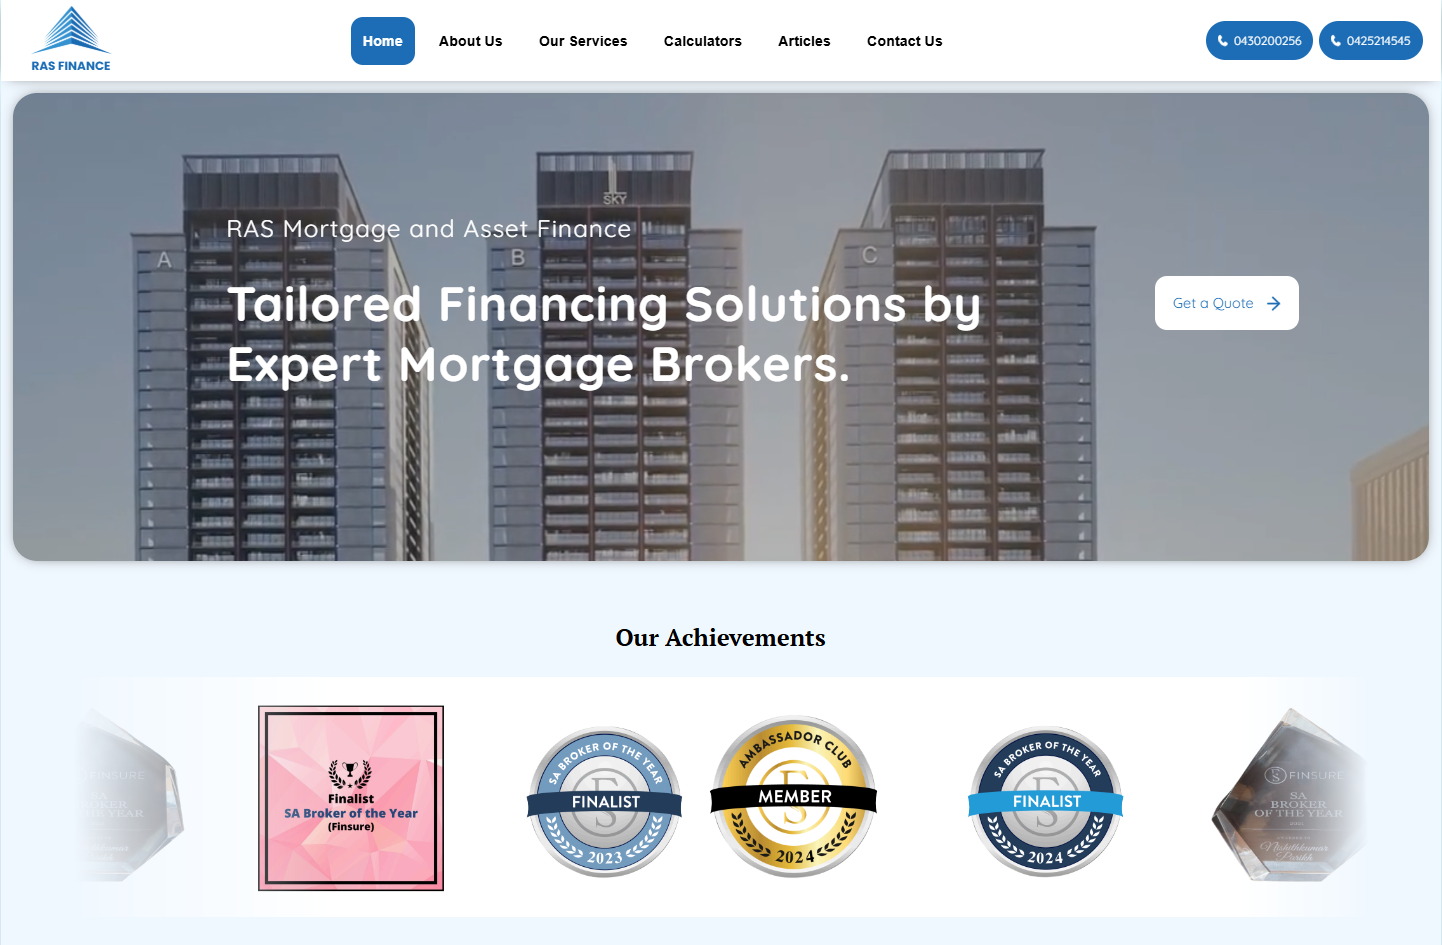 RAS FINANCE
Home
About Us
Our Services
Calculators
Articles
Contact Us
0430200256
0425214545
SKY
A
B
C
RAS Mortgage and Asset Finance
Tailored Financing Solutions by
Expert Mortgage Brokers.
Get a Quote
Our Achievements
FINSURE
SA
BROKER
OF THE YEAR
Finalist
SA Broker of the Year
(Finsure)
SA BROKER OF THE YEAR
FINALIST
2023
AMBASSADOR CLUB
MEMBER
2024
SA BROKER OF THE YEAR
FINALIST
2024
FINSURE
SA
BROKER
OF THE YEAR
Nishithkumar
Parikh